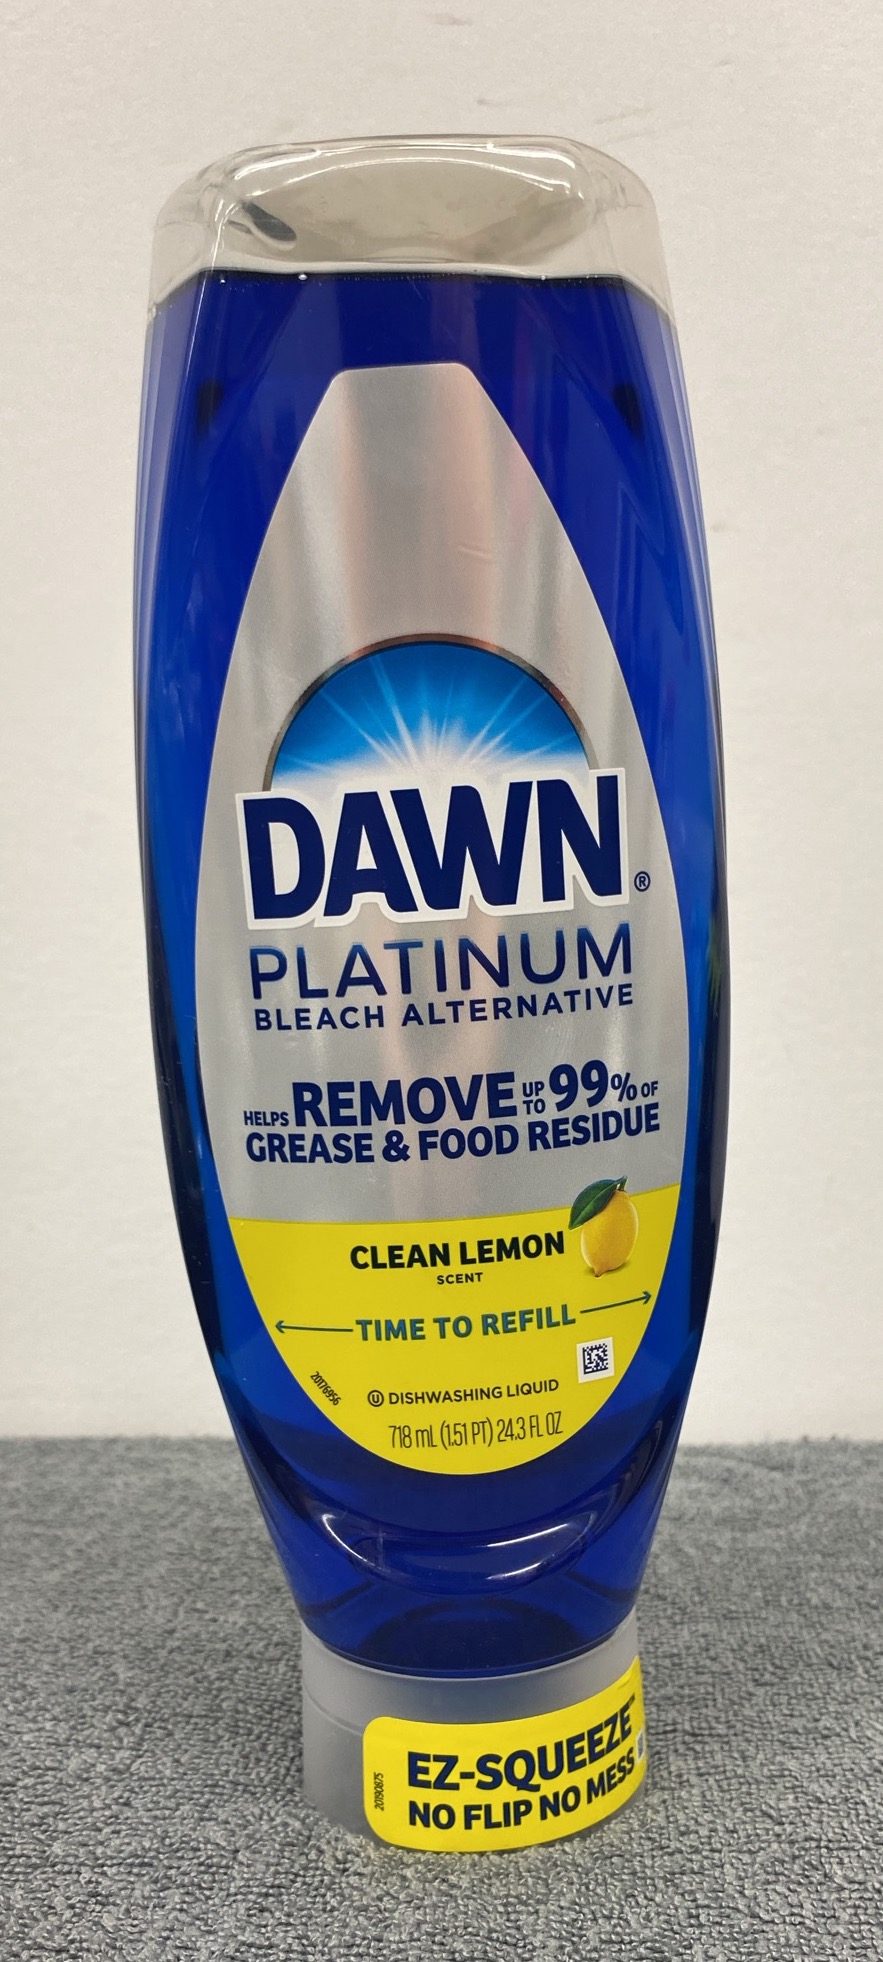 DAWN®
PLATINUM
BLEACH ALTERNATIVE
HELPS REMOVE UP TO 99% OF
GREASE & FOOD RESIDUE
CLEAN LEMON
SCENT
TIME TO REFILL
20176956
Ⓤ DISHWASHING LIQUID
718 mL (1.51 PT) 24.3 FL OZ
EZ-SQUEEZE™
NO FLIP NO MESS
20190875